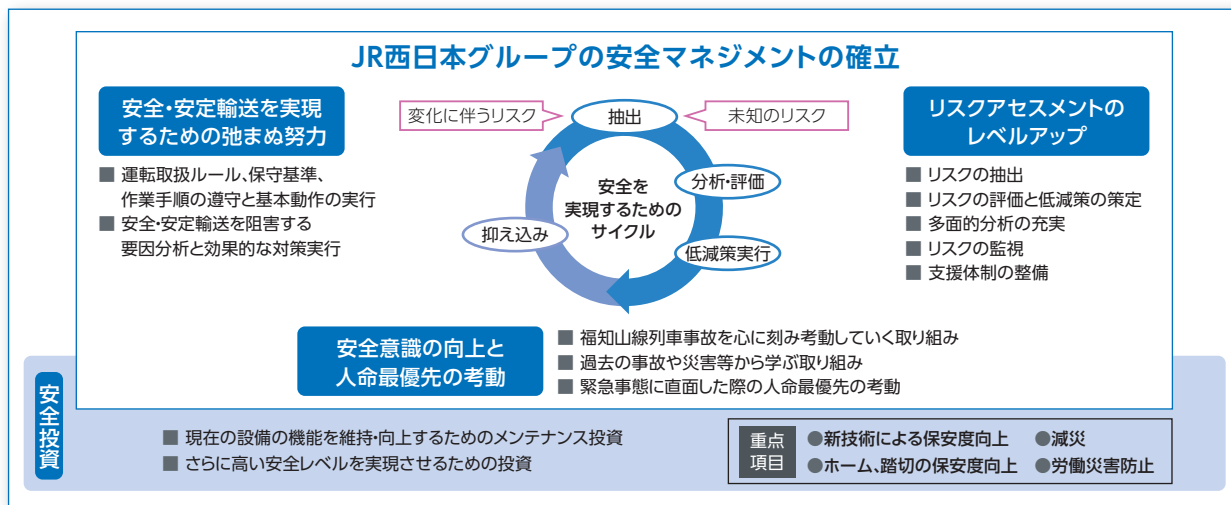 JR西日本グループの安全マネジメントの確立
安全・安定輸送を実現
するための弛まぬ努力
■ 運転取扱ルール、保守基準、
作業手順の遵守と基本動作の実行
■ 安全・安定輸送を阻害する
要因分析と効果的な対策実行
変化に伴うリスク
抽出
未知のリスク
分析・評価
安全を
実現するための
サイクル
抑え込み
低減策実行
リスクアセスメントの
レベルアップ
■ リスクの抽出
■ リスクの評価と低減策の策定
■ 多面的分析の充実
■ リスクの監視
■ 支援体制の整備
安全意識の向上と
人命最優先の考動
■ 福知山線列車事故を心に刻み考動していく取り組み
■ 過去の事故や災害等から学ぶ取り組み
■ 緊急事態に直面した際の人命最優先の考動
安全投資
■ 現在の設備の機能を維持・向上するためのメンテナンス投資
■ さらに高い安全レベルを実現させるための投資
重点
項目
●新技術による保安度向上 ●減災
●ホーム、踏切の保安度向上 ●労働災害防止